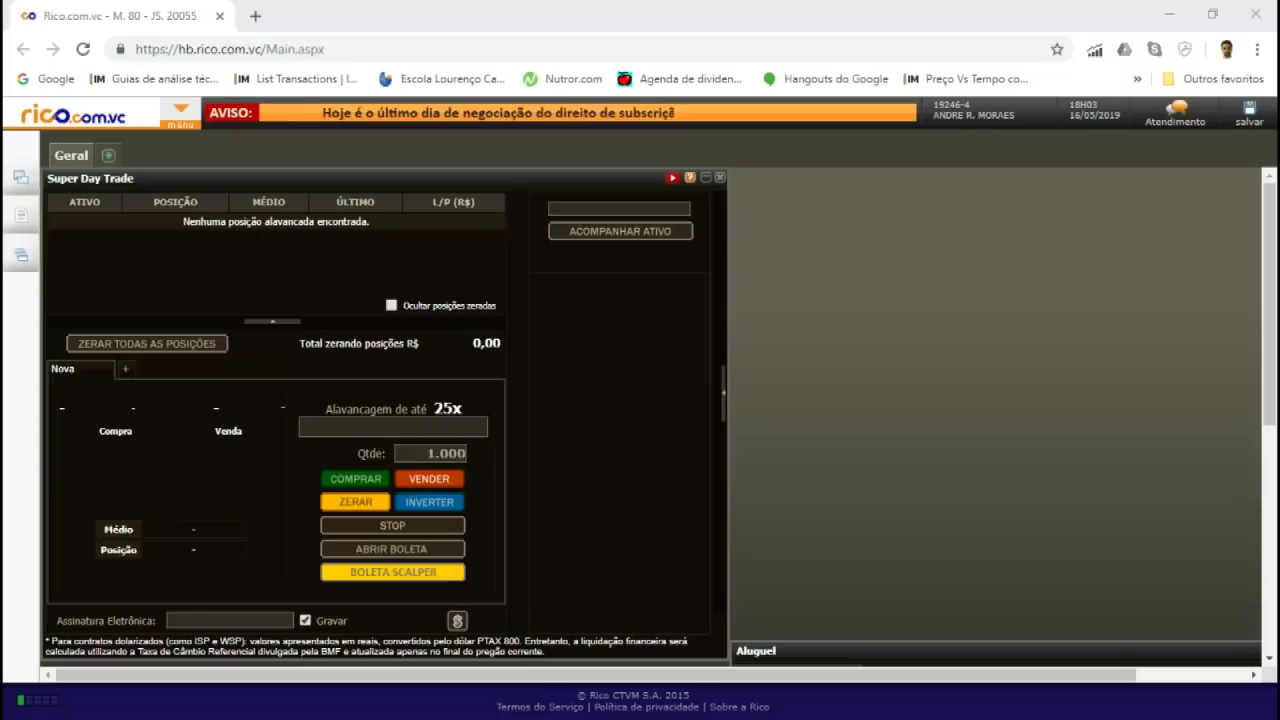 Rico.com.vc - M. 80 - JS. 20055
https://hb.rico.com.vc/Main.aspx
Google
Guias de análise téc...
List Transactions | I...
Escola Lourenço Ca...
Nutror.com
Agenda de dividen...
Hangouts do Google
Preço Vs Tempo co...
» Outros favoritos
rico.com.vc
menu
AVISO: Hoje é o último dia de negociação do direito de subscriçã
19246-4
ANDRE R. MORAES
18H03
16/05/2019
Atendimento
salvar
Geral
Super Day Trade
ATIVO POSIÇÃO MÉDIO ÚLTIMO L/P (R$)
Nenhuma posição alavancada encontrada.
ACOMPANHAR ATIVO
Ocultar posições zeradas
ZERAR TODAS AS POSIÇÕES Total zerando posições R$ 0,00
Nova +
- - - -
Compra Venda
Alavancagem de até 25x
Qtde: 1.000
COMPRAR VENDER
ZERAR INVERTER
STOP
ABRIR BOLETA
BOLETA SCALPER
Médio -
Posição -
Assinatura Eletrônica: Gravar
* Para contratos dolarizados (como ISP e WSP): valores apresentados em reais, convertidos pelo dólar PTAX 800. Entretanto, a liquidação financeira será
calculada utilizando a Taxa de Câmbio Referencial divulgada pela BMF e atualizada apenas no final do pregão corrente.
Aluguel
© Rico CTVM S.A. 2015
Termos do Serviço | Política de privacidade | Sobre a Rico